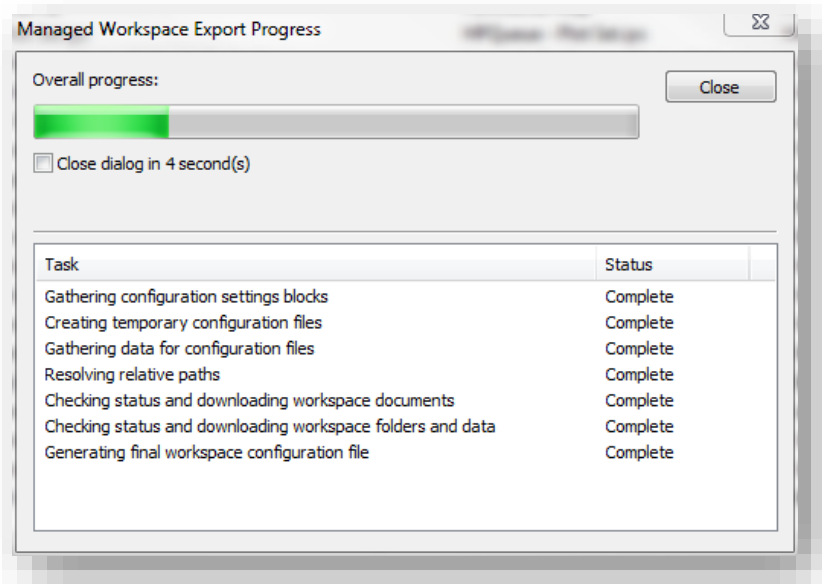 Managed Workspace Export Progress
Overall progress:
Close
Close dialog in 4 second(s)
Task Status
Gathering configuration settings blocks Complete
Creating temporary configuration files Complete
Gathering data for configuration files Complete
Resolving relative paths Complete
Checking status and downloading workspace documents Complete
Checking status and downloading workspace folders and data Complete
Generating final workspace configuration file Complete